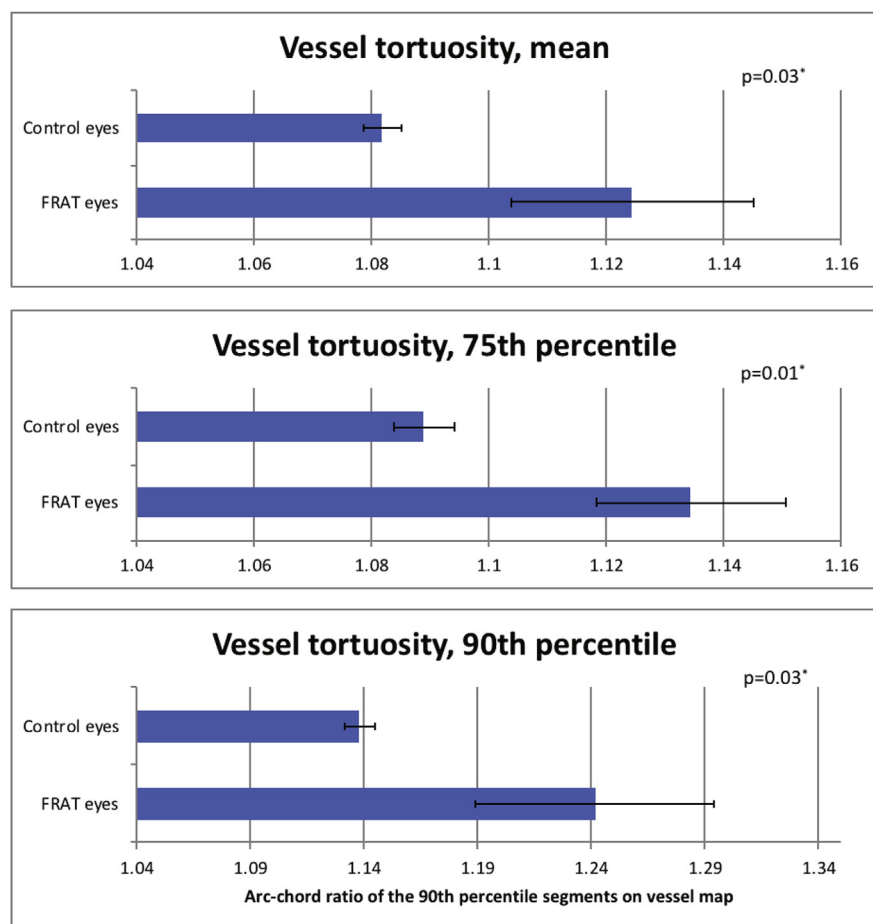 Vessel tortuosity, mean
p=0.03*
Control eyes
FRAT eyes
1.04 1.06 1.08 1.1 1.12 1.14 1.16
Vessel tortuosity, 75th percentile
p=0.01*
Control eyes
FRAT eyes
1.04 1.06 1.08 1.1 1.12 1.14 1.16
Vessel tortuosity, 90th percentile
p=0.03*
Control eyes
FRAT eyes
1.04 1.09 1.14 1.19 1.24 1.29 1.34
Arc-chord ratio of the 90th percentile segments on vessel map